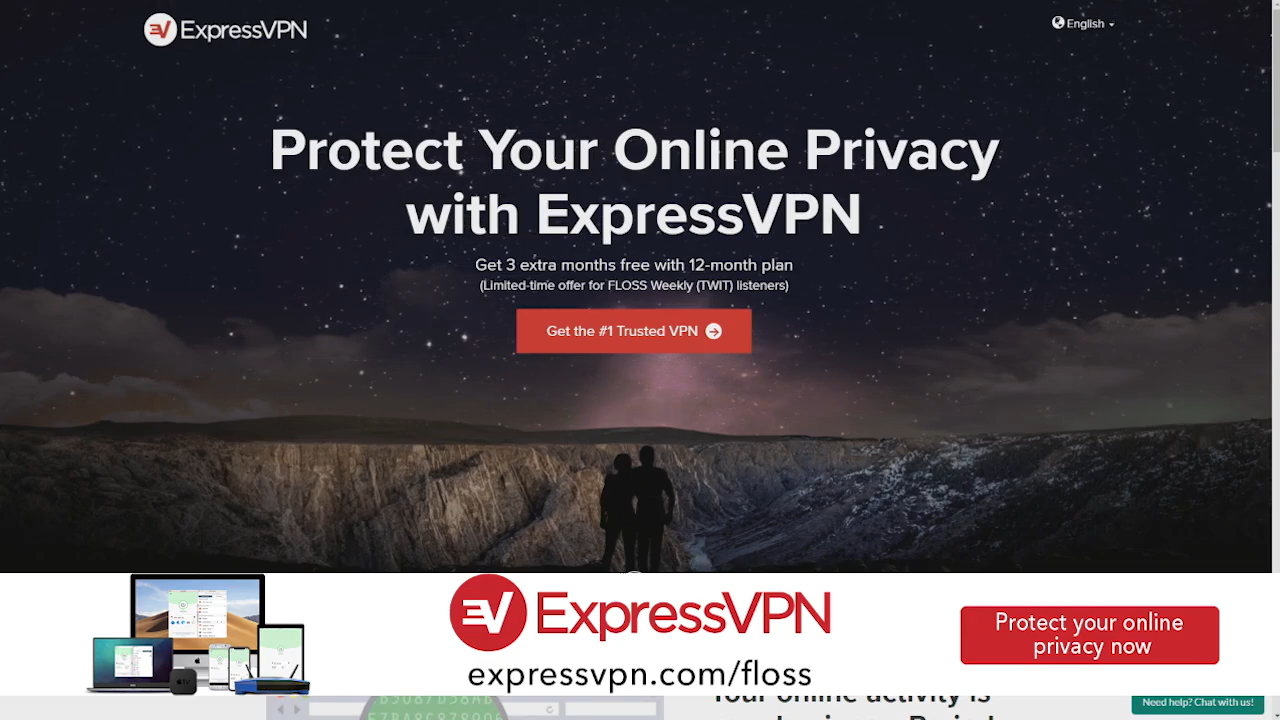 ExpressVPN
English
Protect Your Online Privacy
with ExpressVPN
Get 3 extra months free with 12-month plan
(Limited-time offer for FLOSS Weekly (TWIT) listeners)
Get the #1 Trusted VPN
ExpressVPN
expressvpn.com/floss
Protect your online
privacy now
Your online activity is
Need help? Chat with us!